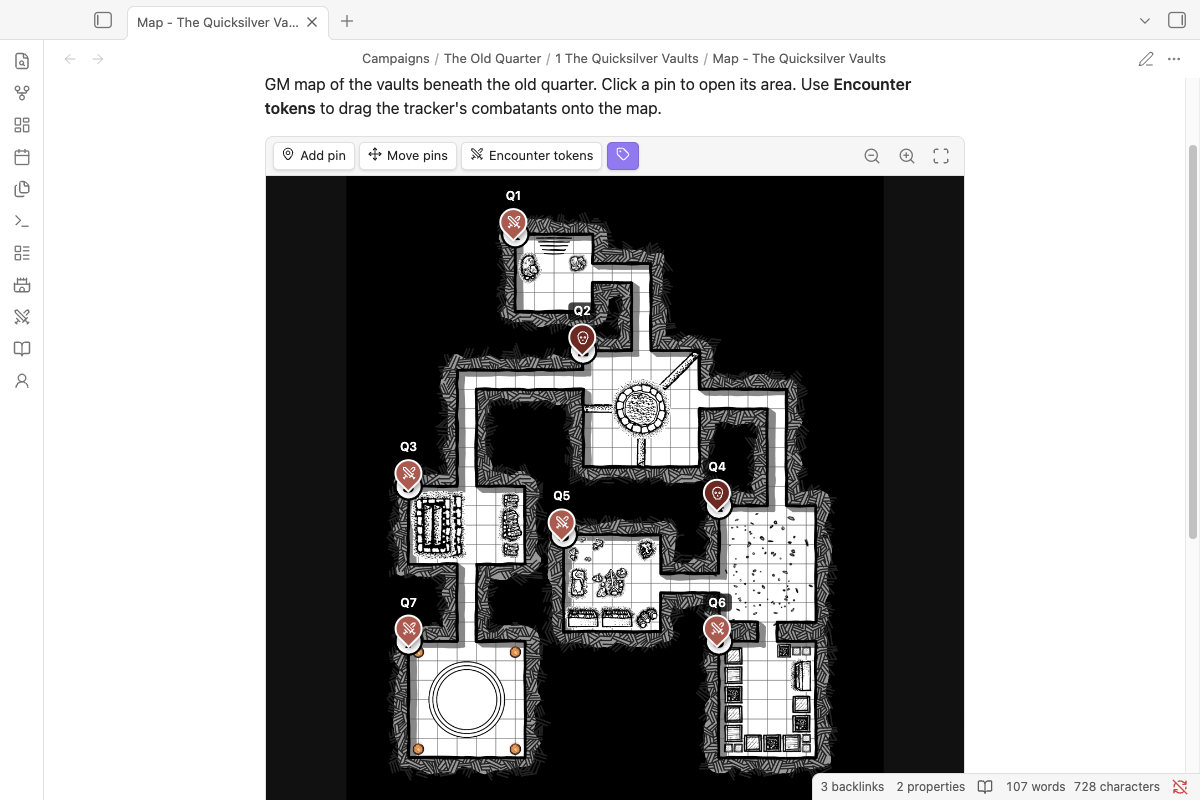 Map - The Quicksilver Va...
Campaigns / The Old Quarter / 1 The Quicksilver Vaults / Map - The Quicksilver Vaults
GM map of the vaults beneath the old quarter. Click a pin to open its area. Use Encounter
tokens to drag the tracker's combatants onto the map.
Add pin Move pins Encounter tokens
Q1
Q2
Q3
Q4
Q5
Q6
Q7
3 backlinks 2 properties 107 words 728 characters